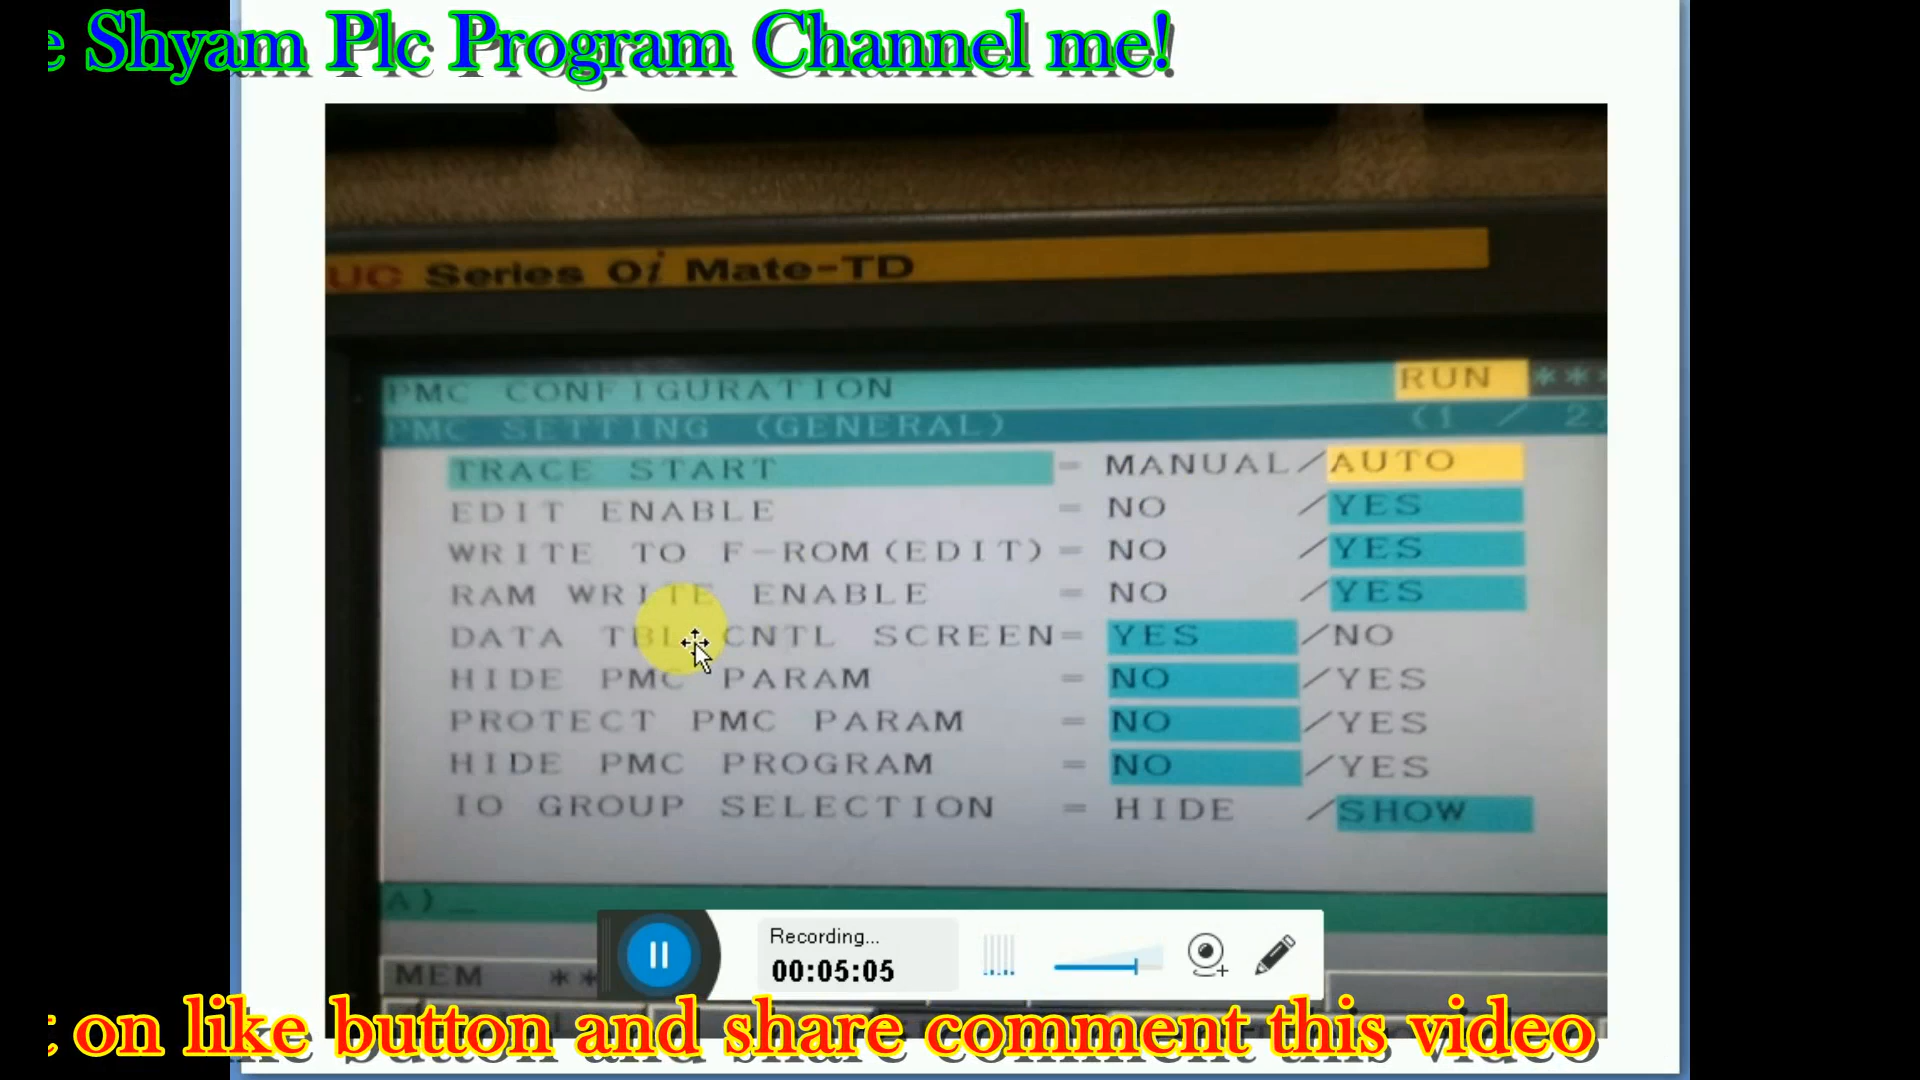 e Shyam Plc Program Channel me!
UC Series 0i Mate-TD
PMC CONFIGURATION RUN ***
PMC SETTING (GENERAL) (1 / 2)
TRACE START = MANUAL/AUTO
EDIT ENABLE = NO /YES
WRITE TO F-ROM(EDIT)= NO /YES
RAM WRITE ENABLE = NO /YES
DATA TBL CNTL SCREEN= YES /NO
HIDE PMC PARAM = NO /YES
PROTECT PMC PARAM = NO /YES
HIDE PMC PROGRAM = NO /YES
IO GROUP SELECTION = HIDE /SHOW
A)_
Recording...
00:05:05
MEM **
on like button and share comment this video